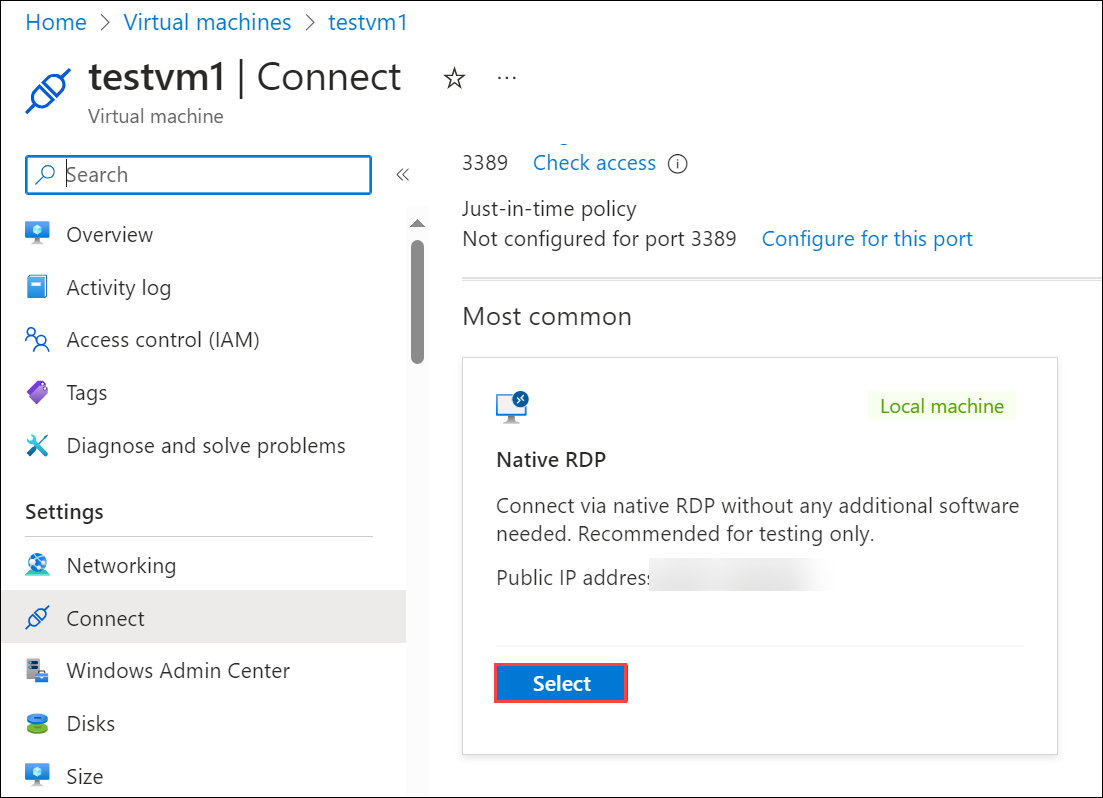 Home > Virtual machines > testvm1
testvm1 | Connect
Virtual machine
Search
Overview
Activity log
Access control (IAM)
Tags
Diagnose and solve problems
Settings
Networking
Connect
Windows Admin Center
Disks
Size
3389 Check access
Just-in-time policy
Not configured for port 3389 Configure for this port
Most common
Local machine
Native RDP
Connect via native RDP without any additional software
needed. Recommended for testing only.
Public IP address
Select